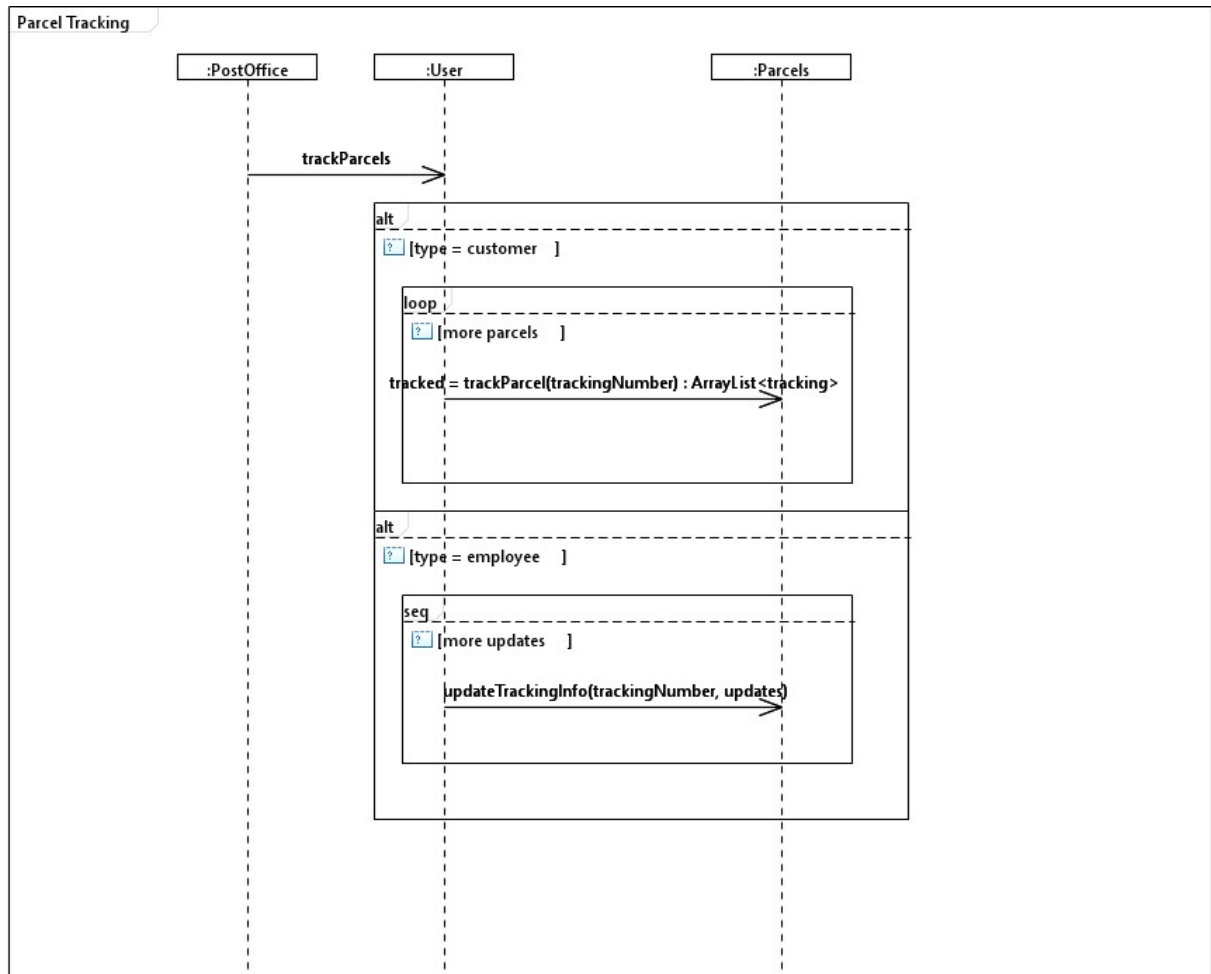 Parcel Tracking
:PostOffice :User :Parcels
trackParcels
alt
[type = customer ]
loop
[more parcels ]
tracked = trackParcel(trackingNumber) : ArrayList<tracking>
alt
[type = employee ]
seq
[more updates ]
updateTrackingInfo(trackingNumber, updates)